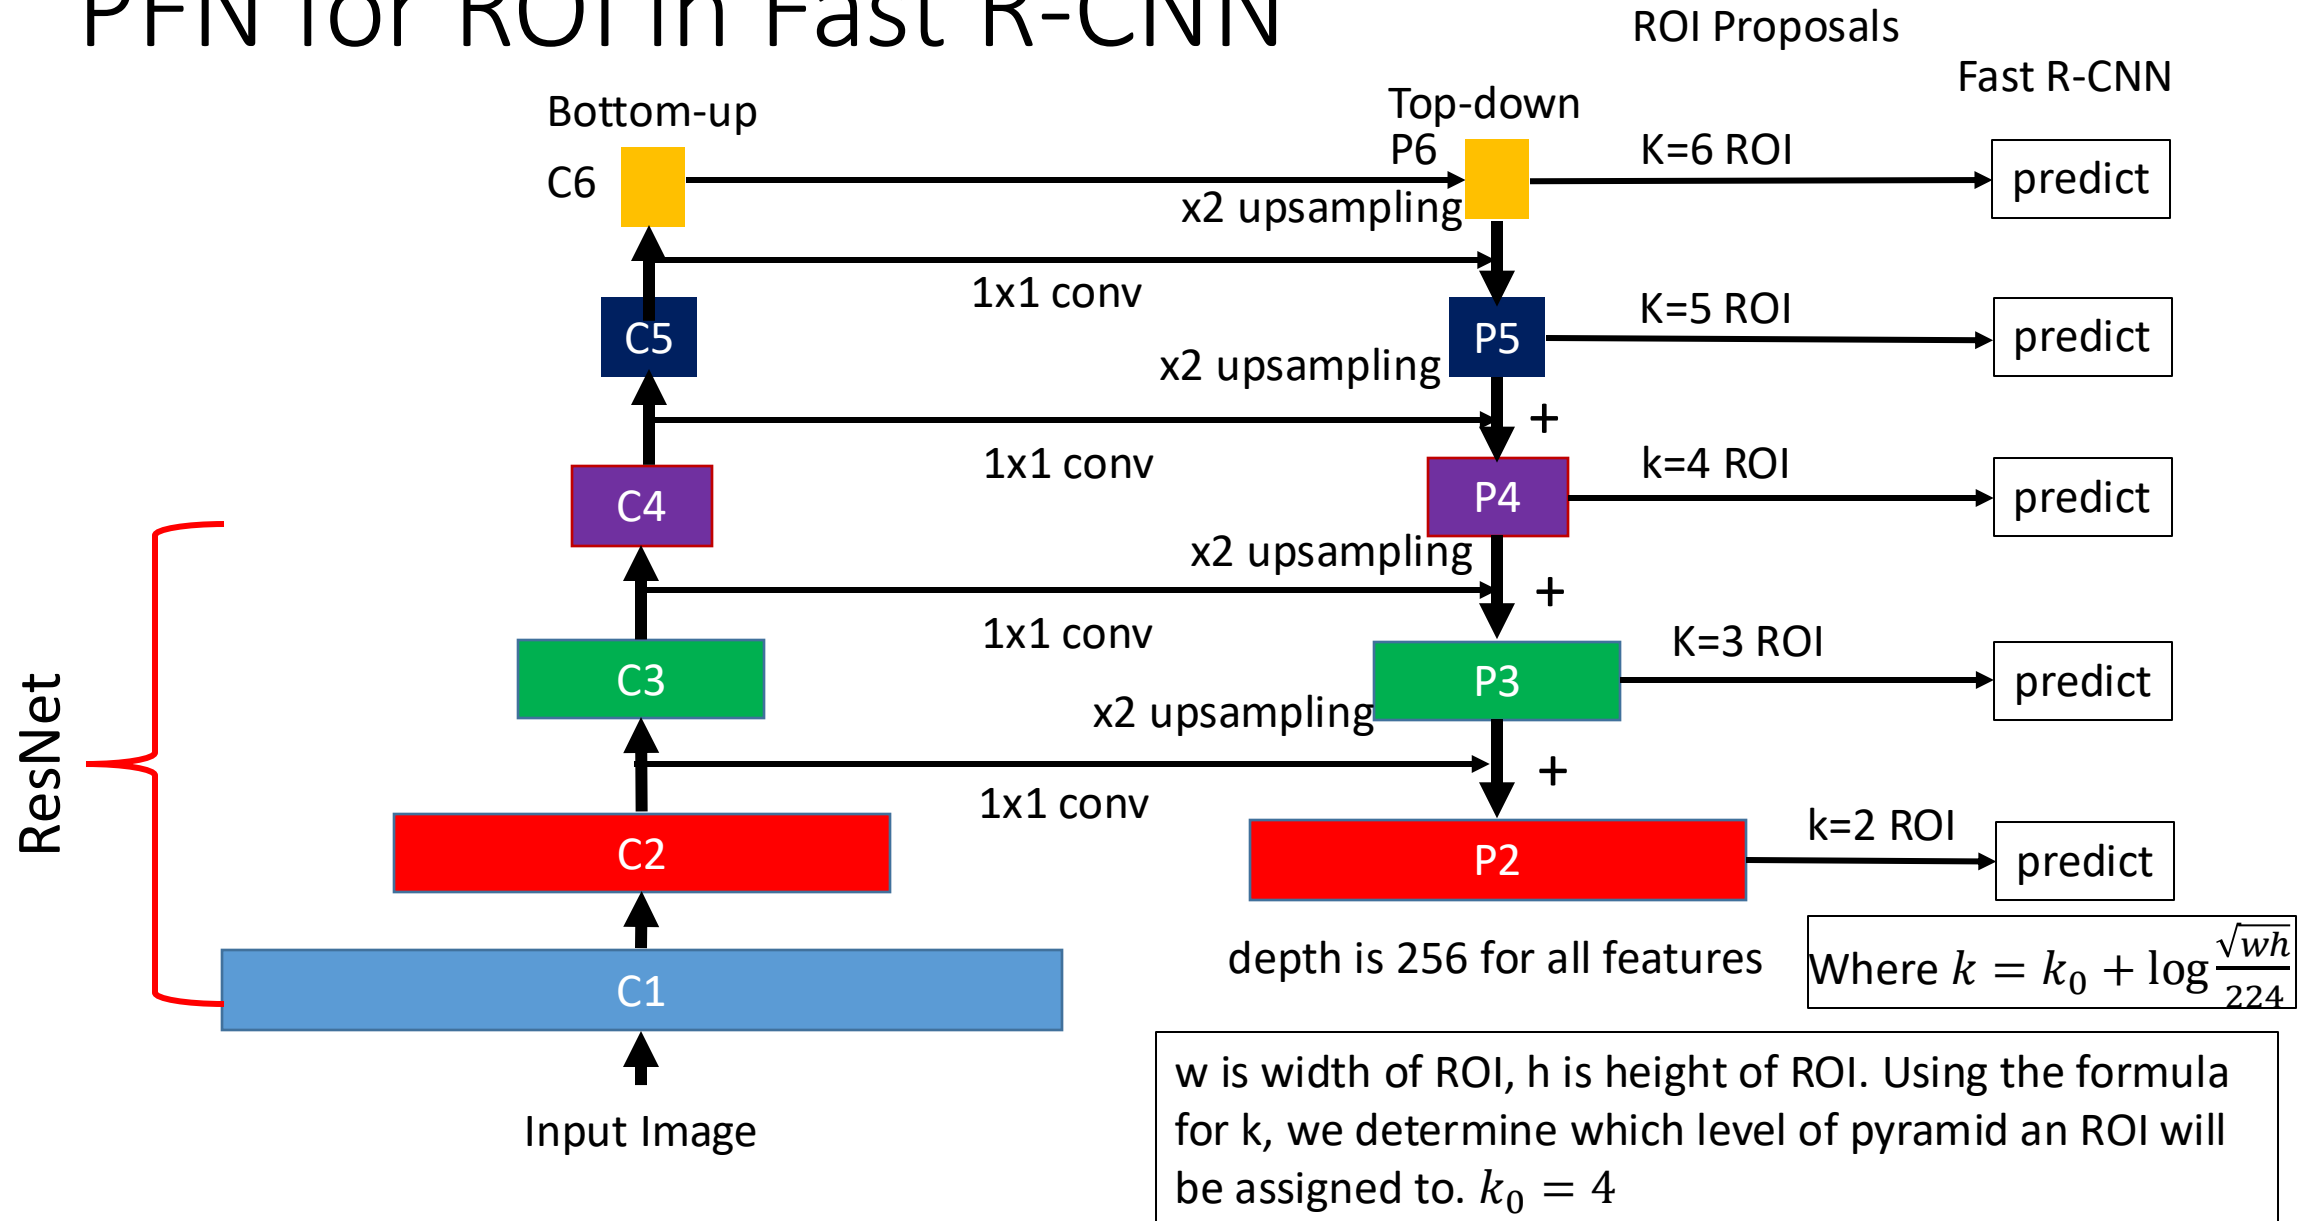 PFN for ROI in Fast R-CNN
ROI Proposals
Fast R-CNN
Bottom-up
Top-down
C6
P6
K=6 ROI
predict
x2 upsampling
1x1 conv
C5
P5
K=5 ROI
predict
x2 upsampling
+
1x1 conv
C4
P4
k=4 ROI
predict
x2 upsampling
+
1x1 conv
C3
P3
K=3 ROI
predict
x2 upsampling
+
1x1 conv
C2
P2
k=2 ROI
predict
ResNet
C1
depth is 256 for all features
Where k = k₀ + log √wh / 224
Input Image
w is width of ROI, h is height of ROI. Using the formula
for k, we determine which level of pyramid an ROI will
be assigned to. k₀ = 4